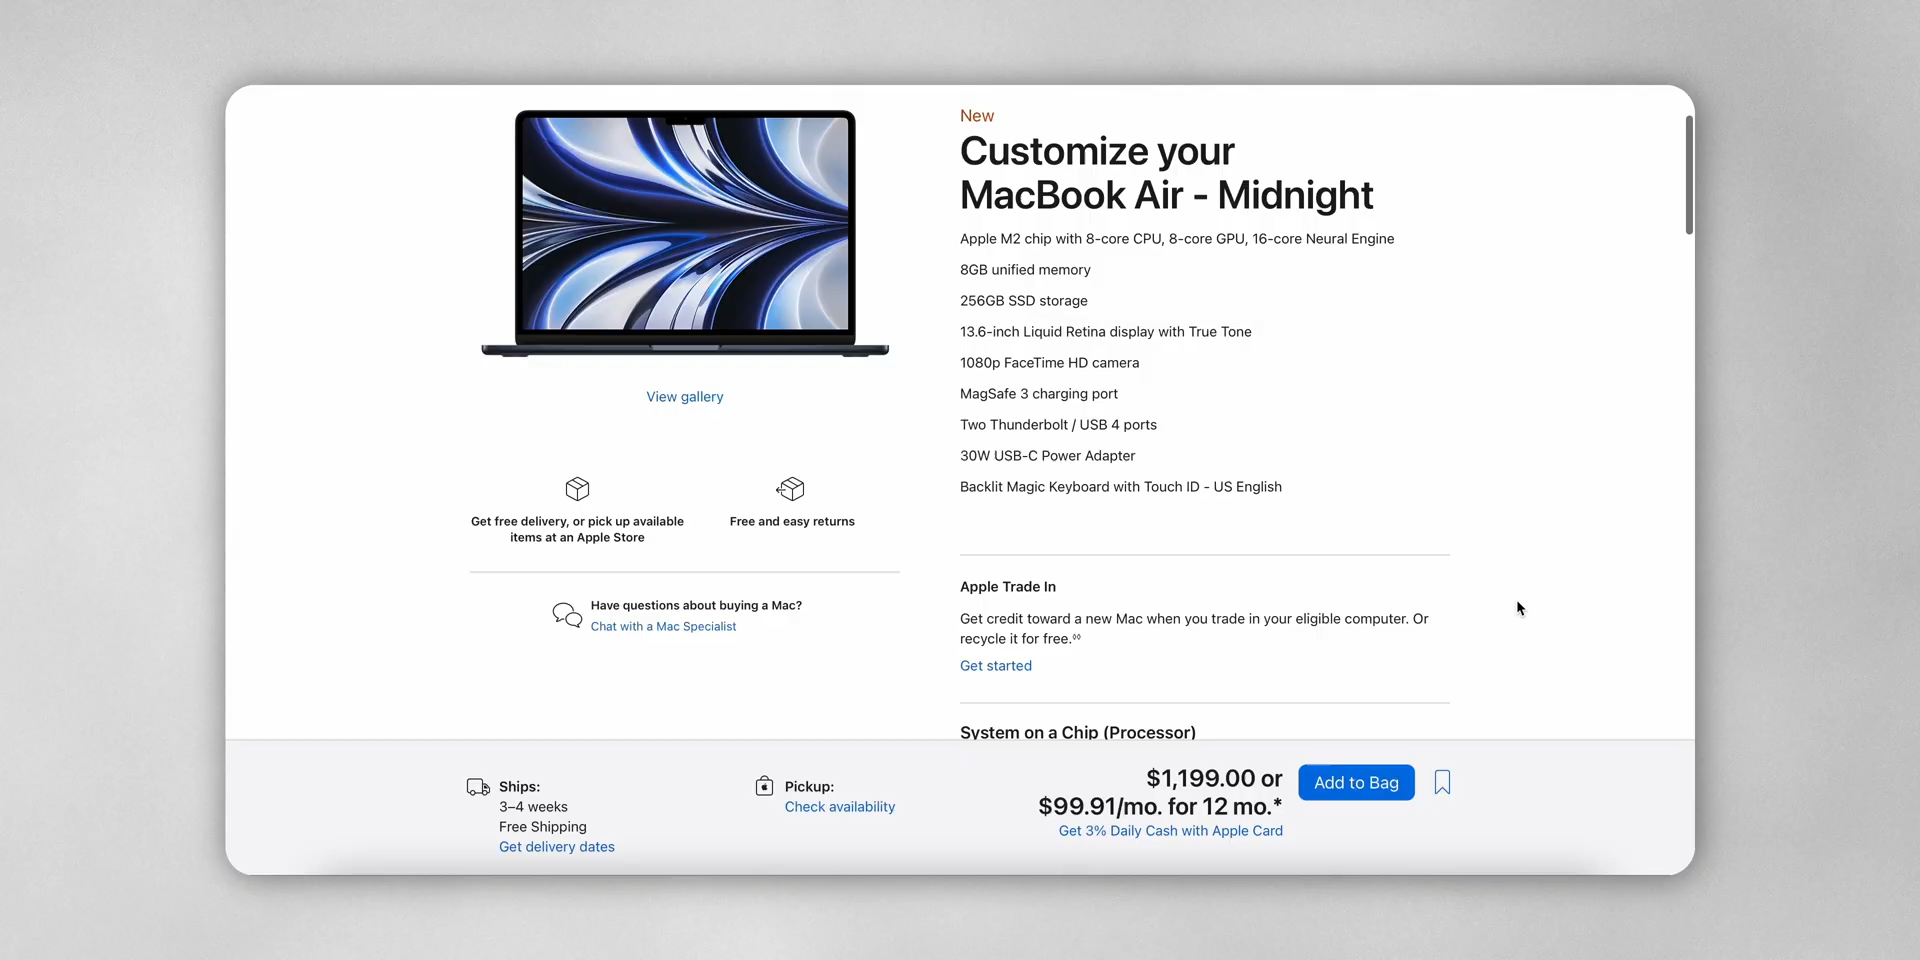 New
Customize your
MacBook Air - Midnight
Apple M2 chip with 8-core CPU, 8-core GPU, 16-core Neural Engine
8GB unified memory
256GB SSD storage
13.6-inch Liquid Retina display with True Tone
1080p FaceTime HD camera
MagSafe 3 charging port
Two Thunderbolt / USB 4 ports
30W USB-C Power Adapter
Backlit Magic Keyboard with Touch ID - US English
View gallery
Get free delivery, or pick up available
items at an Apple Store
Free and easy returns
Have questions about buying a Mac?
Chat with a Mac Specialist
Apple Trade In
Get credit toward a new Mac when you trade in your eligible computer. Or
recycle it for free.◊◊
Get started
System on a Chip (Processor)
Ships:
3–4 weeks
Free Shipping
Get delivery dates
Pickup:
Check availability
$1,199.00 or
$99.91/mo. for 12 mo.*
Get 3% Daily Cash with Apple Card
Add to Bag